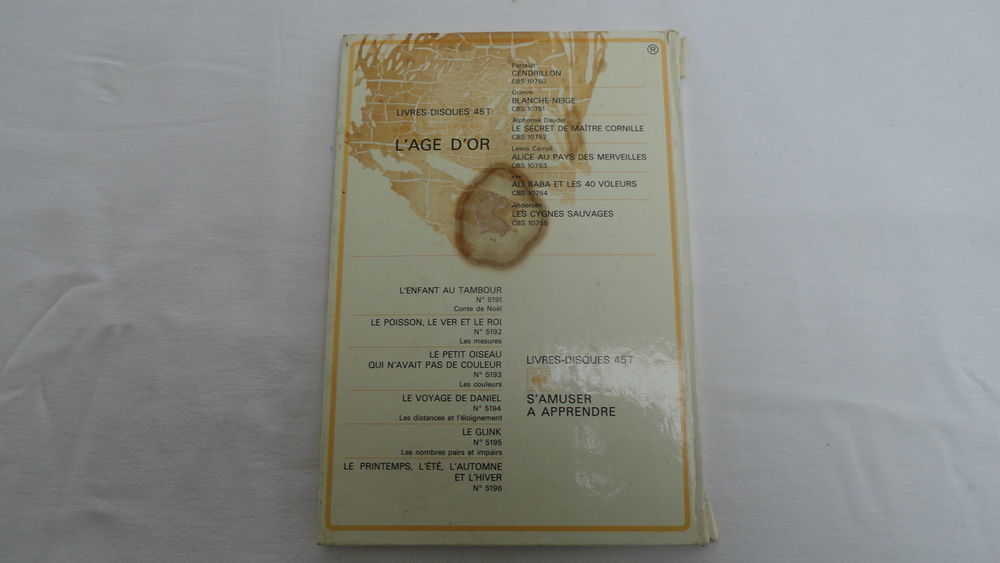 ®
LIVRES-DISQUES 45T
L'AGE D'OR
Perrault
CENDRILLON
CBS 10750
Grimm
BLANCHE NEIGE
CBS 10751
Alphonse Daudet
LE SECRET DE MAÎTRE CORNILLE
CBS 10752
Lewis Carroll
ALICE AU PAYS DES MERVEILLES
CBS 10753
***
ALI BABA ET LES 40 VOLEURS
CBS 10754
Andersen
LES CYGNES SAUVAGES
CBS 10755
L'ENFANT AU TAMBOUR
N° 5191
Conte de Noël
LE POISSON, LE VER ET LE ROI
N° 5192
Les mesures
LE PETIT OISEAU
QUI N'AVAIT PAS DE COULEUR
N° 5193
Les couleurs
LE VOYAGE DE DANIEL
N° 5194
Les distances et l'éloignement
LE GLINK
N° 5195
Les nombres pairs et impairs
LE PRINTEMPS, L'ÉTÉ, L'AUTOMNE
ET L'HIVER
N° 5196
LIVRES-DISQUES 45T
S'AMUSER
A APPRENDRE